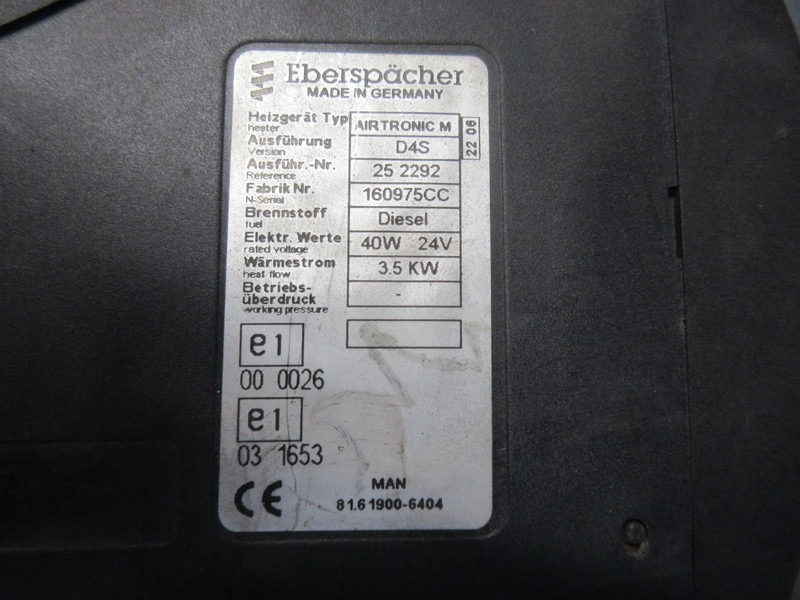 Eberspächer
MADE IN GERMANY
Heizgerät Typ AIRTRONIC M
heater
22 06
Ausführung D4S
Version
Ausführ.-Nr. 25 2292
Reference
Fabrik Nr. 160975CC
N-Serial
Brennstoff Diesel
fuel
Elektr. Werte 40W 24V
rated voltage
Wärmestrom 3.5 KW
heat flow
Betriebs- -
überdruck
working pressure
e1
00 0026
e1
03 1653
CE
MAN
81.61900-6404